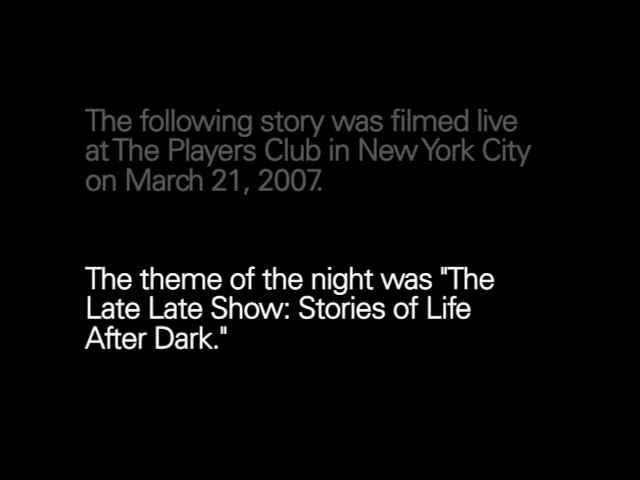 The following story was filmed live
at The Players Club in New York City
on March 21, 2007.
The theme of the night was "The
Late Late Show: Stories of Life
After Dark."